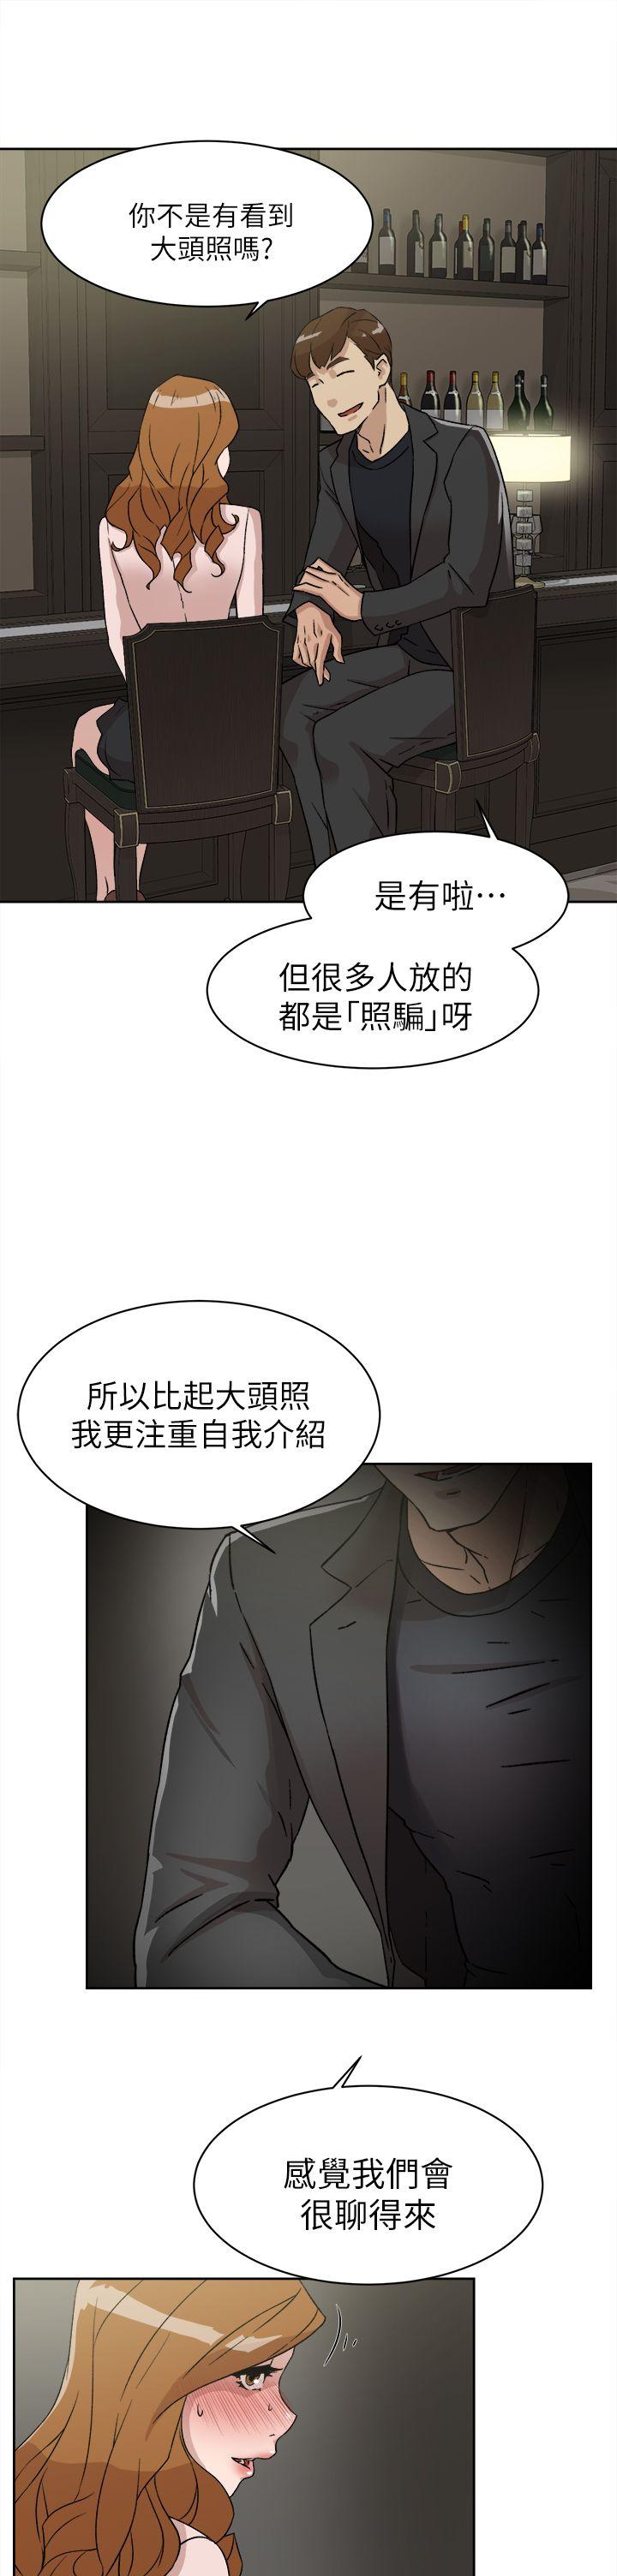 你不是有看到
大頭照嗎?
是有啦⋯
但很多人放的
都是「照騙」呀
所以比起大頭照
我更注重自我介紹
感覺我們會
很聊得來